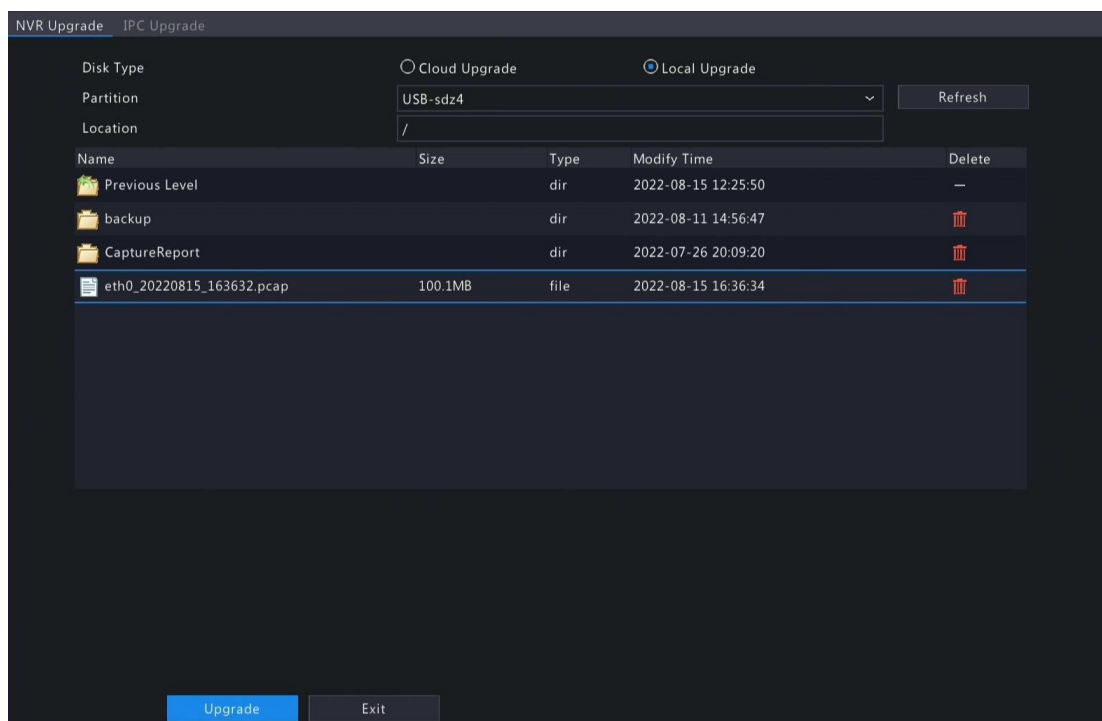 NVR Upgrade IPC Upgrade
Disk Type Cloud Upgrade Local Upgrade
Partition USB-sdz4 Refresh
Location /
Name Size Type Modify Time Delete
Previous Level dir 2022-08-15 12:25:50 —
backup dir 2022-08-11 14:56:47
CaptureReport dir 2022-07-26 20:09:20
eth0_20220815_163632.pcap 100.1MB file 2022-08-15 16:36:34
Upgrade Exit